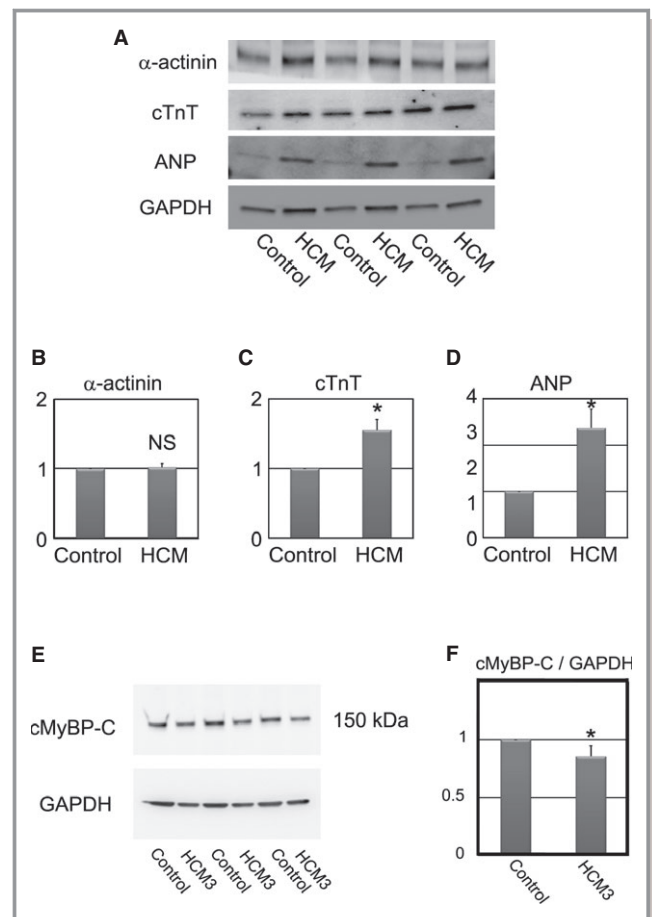 A
α-actinin
cTnT
ANP
GAPDH
Control HCM Control HCM Control HCM
B
α-actinin
2
1
0
NS
Control HCM
C
cTnT
2
1
0
*
Control HCM
D
ANP
4
3
2
1
0
*
Control HCM
E
cMyBP-C
150 kDa
GAPDH
Control HCM3 Control HCM3 Control HCM3
F
cMyBP-C / GAPDH
1
0.5
0
*
Control HCM3